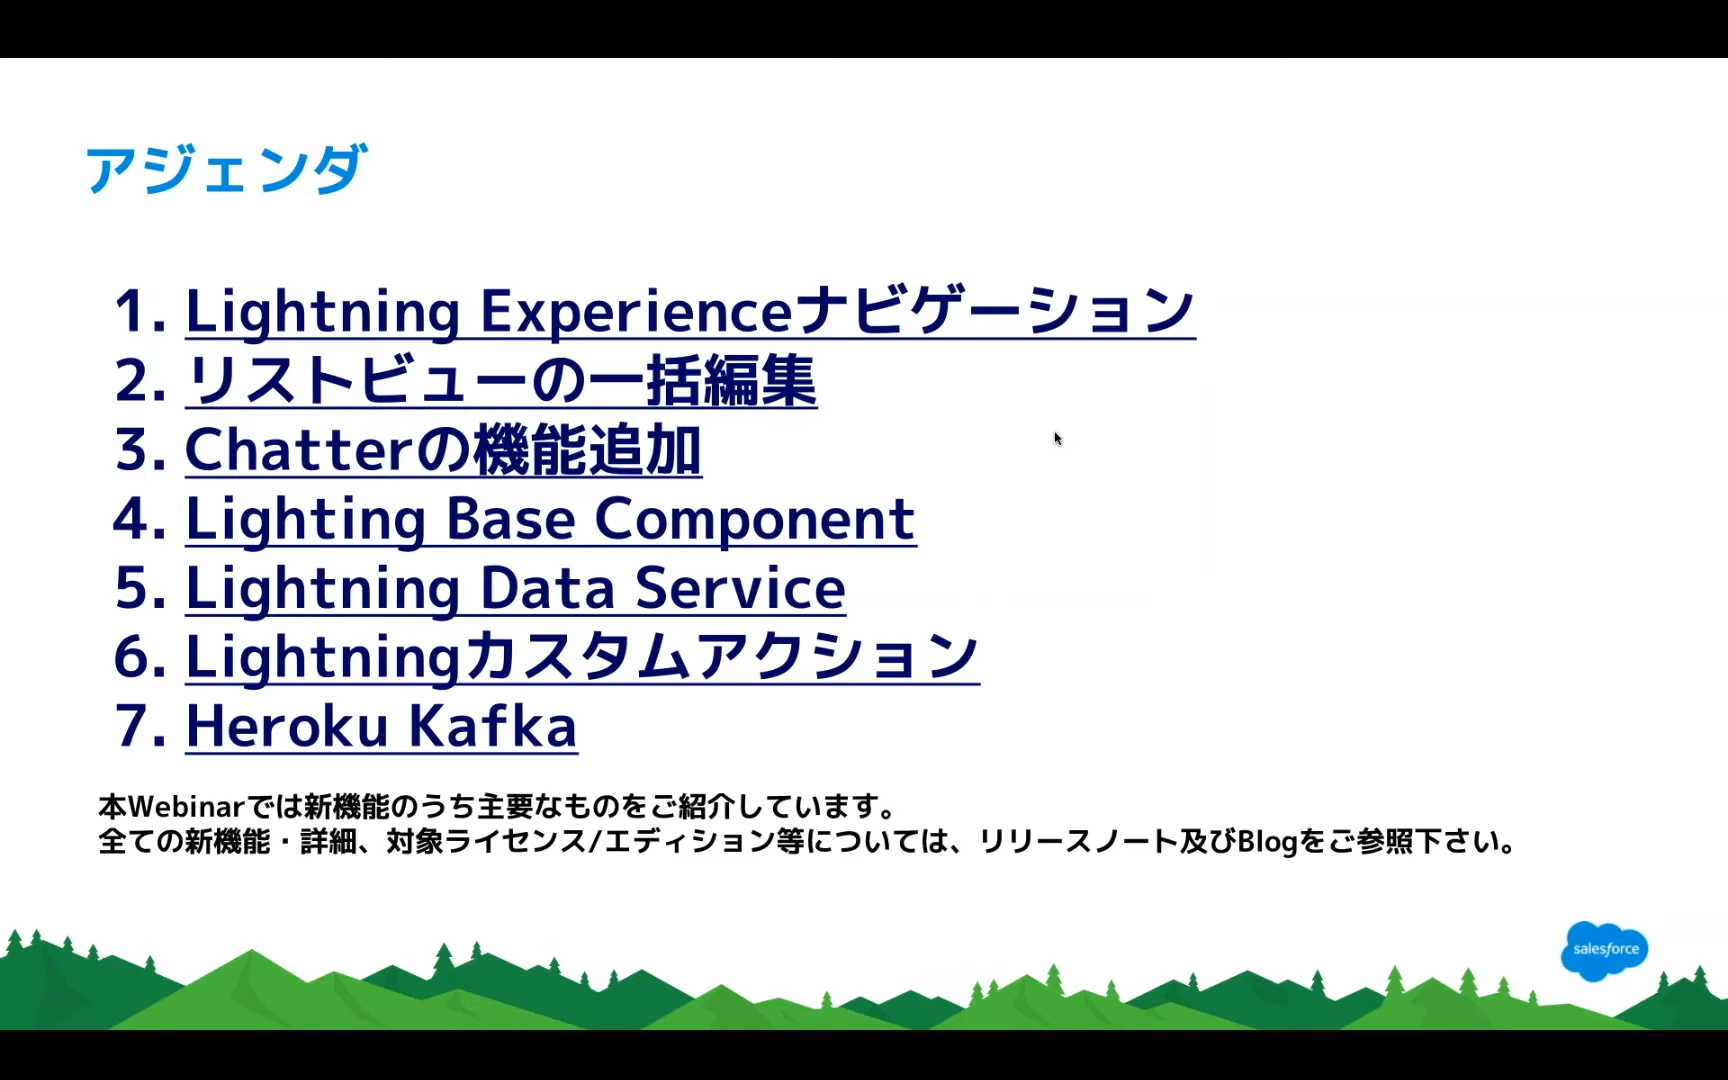 アジェンダ
1. Lightning Experienceナビゲーション
2. リストビューの一括編集
3. Chatterの機能追加
4. Lighting Base Component
5. Lightning Data Service
6. Lightningカスタムアクション
7. Heroku Kafka
本Webinarでは新機能のうち主要なものをご紹介しています。
全ての新機能・詳細、対象ライセンス/エディション等については、リリースノート及びBlogをご参照下さい。
salesforce